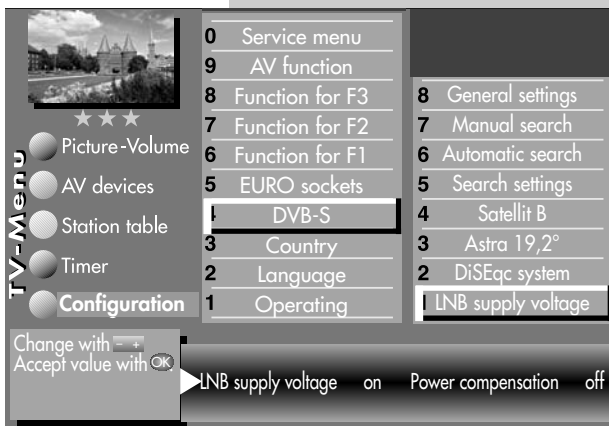 TV-Menu
Picture-Volume
AV devices
Station table
Timer
Configuration
0 Service menu
9 AV function
8 Function for F3
7 Function for F2
6 Function for F1
5 EURO sockets
DVB-S
3 Country
2 Language
1 Operating
8 General settings
7 Manual search
6 Automatic search
5 Search settings
4 Satellit B
3 Astra 19,2°
2 DiSEqc system
1 LNB supply voltage
Change with - +
Accept value with OK
LNB supply voltage on Power compensation off